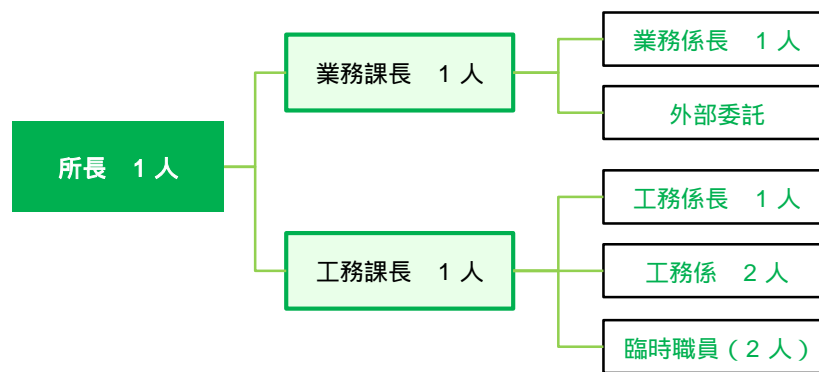 所長　1人
業務課長　1人
業務係長　1人
外部委託
工務課長　1人
工務係長　1人
工務係　2人
臨時職員（2人）